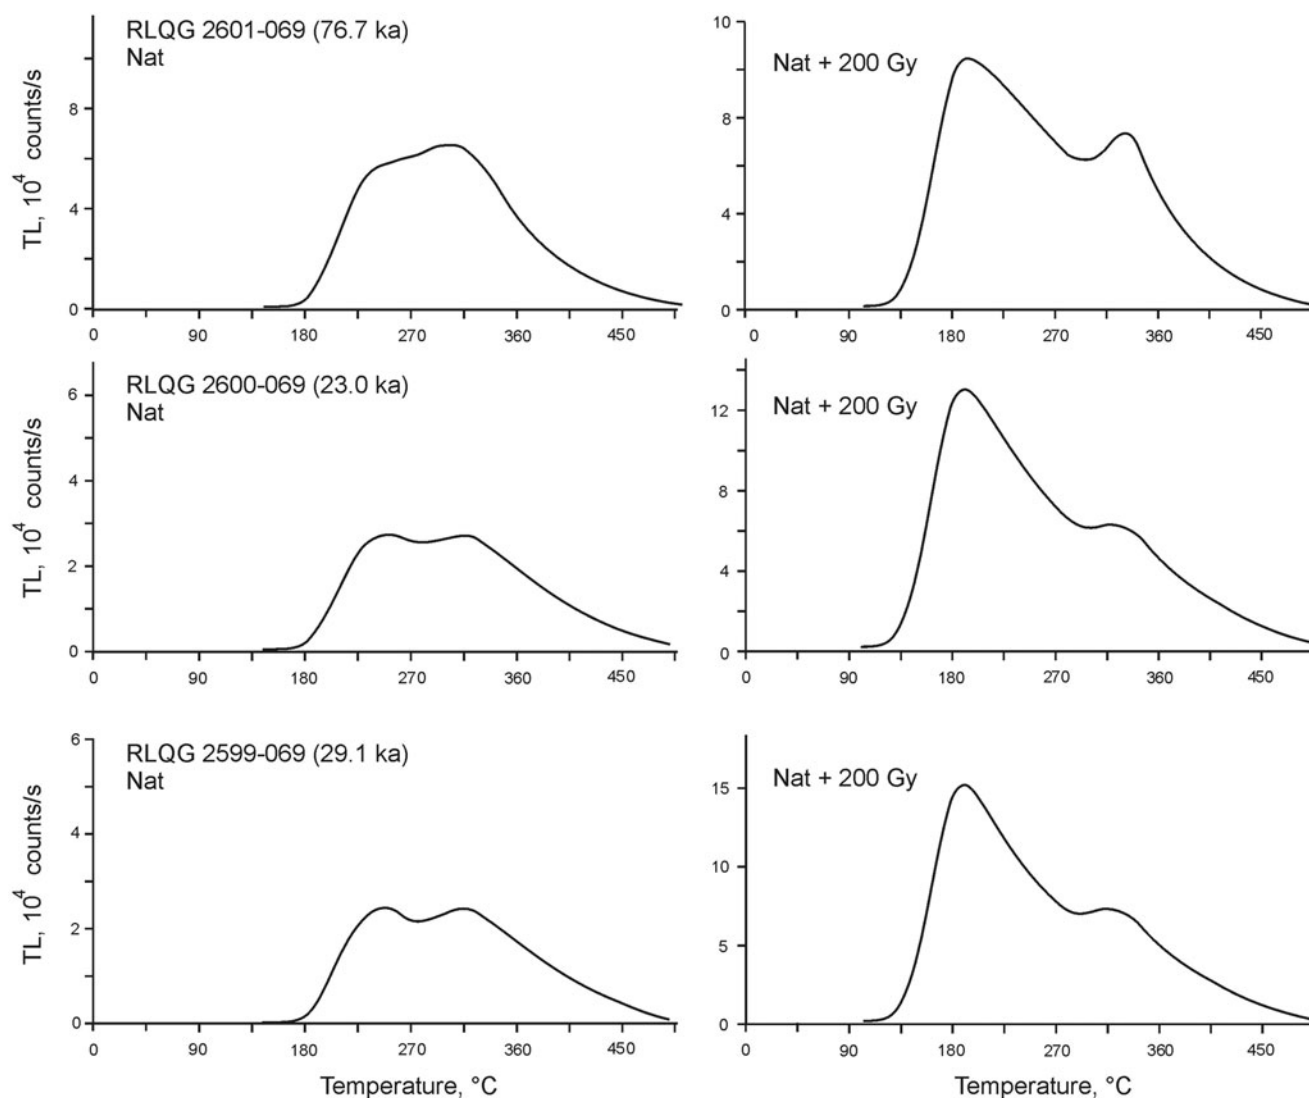 RLQG 2601-069 (76.7 ka)
Nat
TL, 10⁴ counts/s
8
4
0
0 90 180 270 360 450
Nat + 200 Gy
10
8
4
0
0 90 180 270 360 450
RLQG 2600-069 (23.0 ka)
Nat
TL, 10⁴ counts/s
6
4
2
0
0 90 180 270 360 450
Nat + 200 Gy
12
8
4
0
0 90 180 270 360 450
RLQG 2599-069 (29.1 ka)
Nat
TL, 10⁴ counts/s
6
4
2
0
0 90 180 270 360 450
Temperature, °C
Nat + 200 Gy
15
10
5
0
0 90 180 270 360 450
Temperature, °C